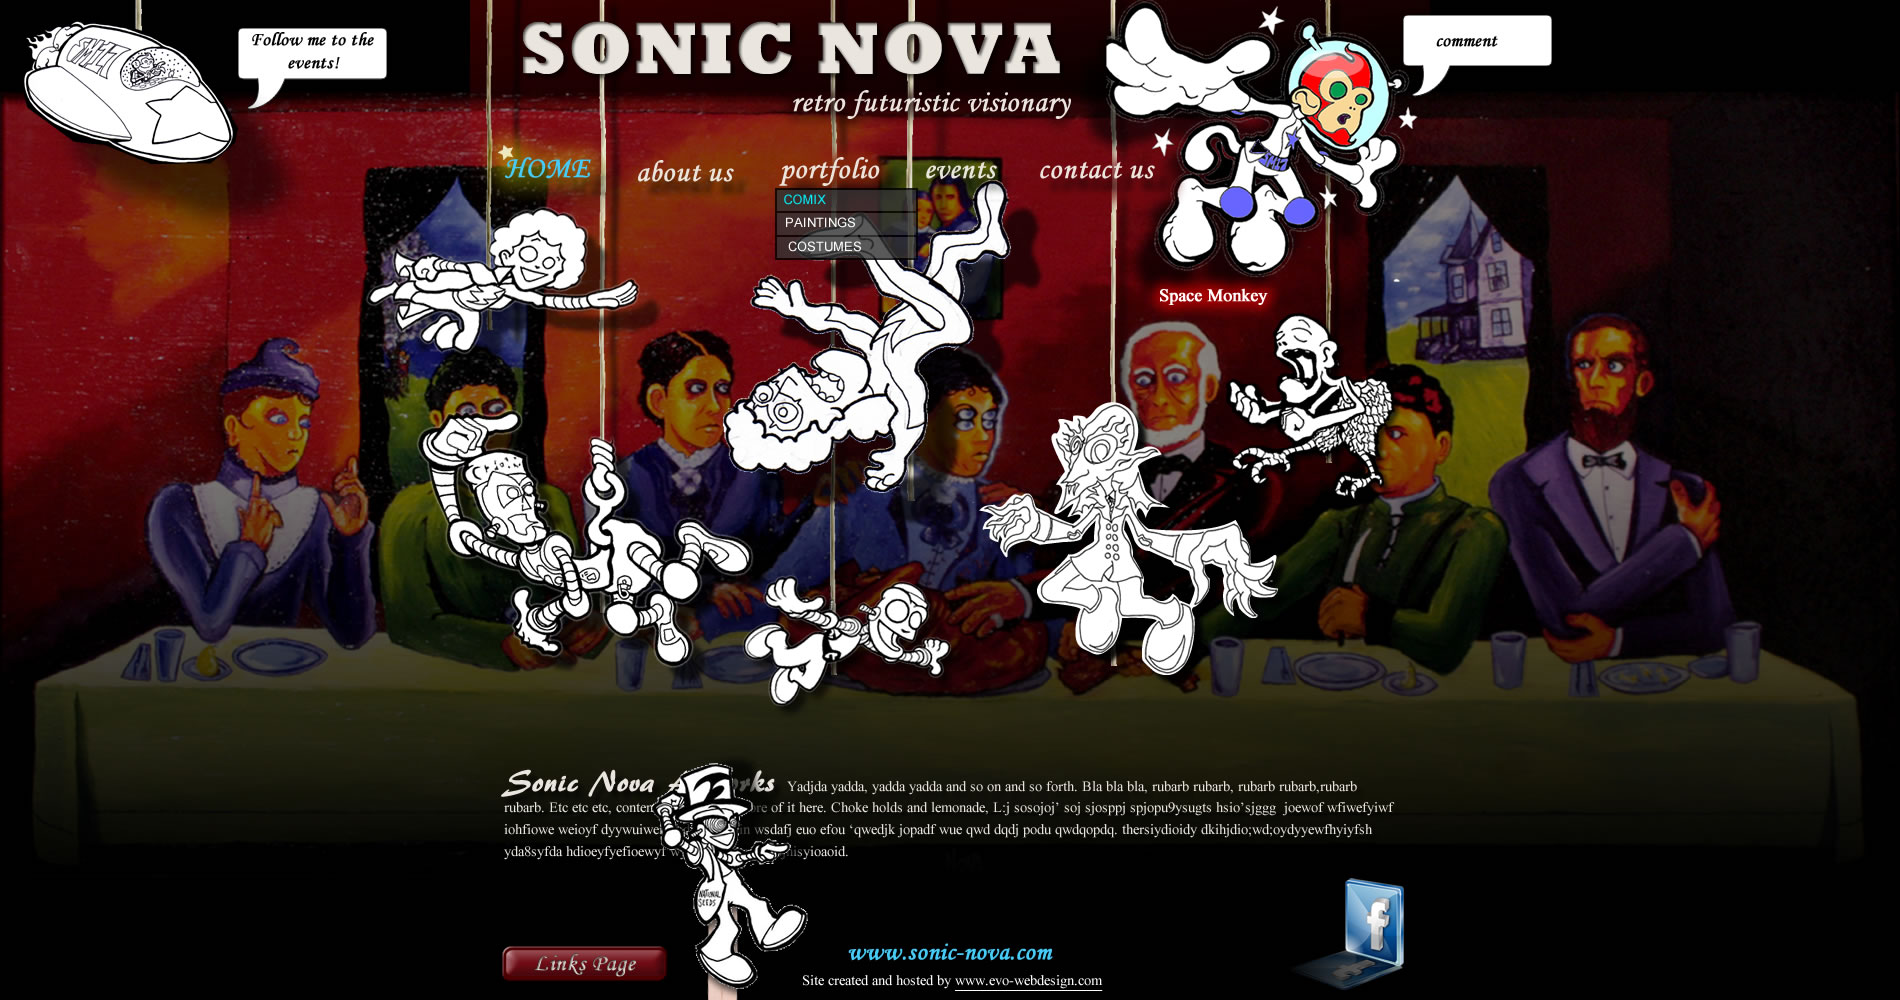 Follow me to the
events!
SONIC NOVA
retro futuristic visionary
comment
HOME about us portfolio events contact us
COMIX
PAINTINGS
COSTUMES
Space Monkey
Sonic Nova Yadjda yadda, yadda yadda and so on and so forth. Bla bla bla, rubarb rubarb, rubarb rubarb,rubarb
rubarb. Etc etc etc, of it here. Choke holds and lemonade, L:j sosojoj’ soj sjosppj spjopu9ysugts hsio’sjggg joewof wfiwefyiwf
iohfiowe weioyf wsdafj euo efou ‘qwedjk jopadf wue qwd dqdj podu qwdqopdq. thersiydioidy dkihjdio;wd;oydyyewfhyiyfsh
yda8syfda hdioeyfyefioewyf
NATIONAL
SEEDS
Links Page
www.sonic-nova.com
Site created and hosted by www.evo-webdesign.com